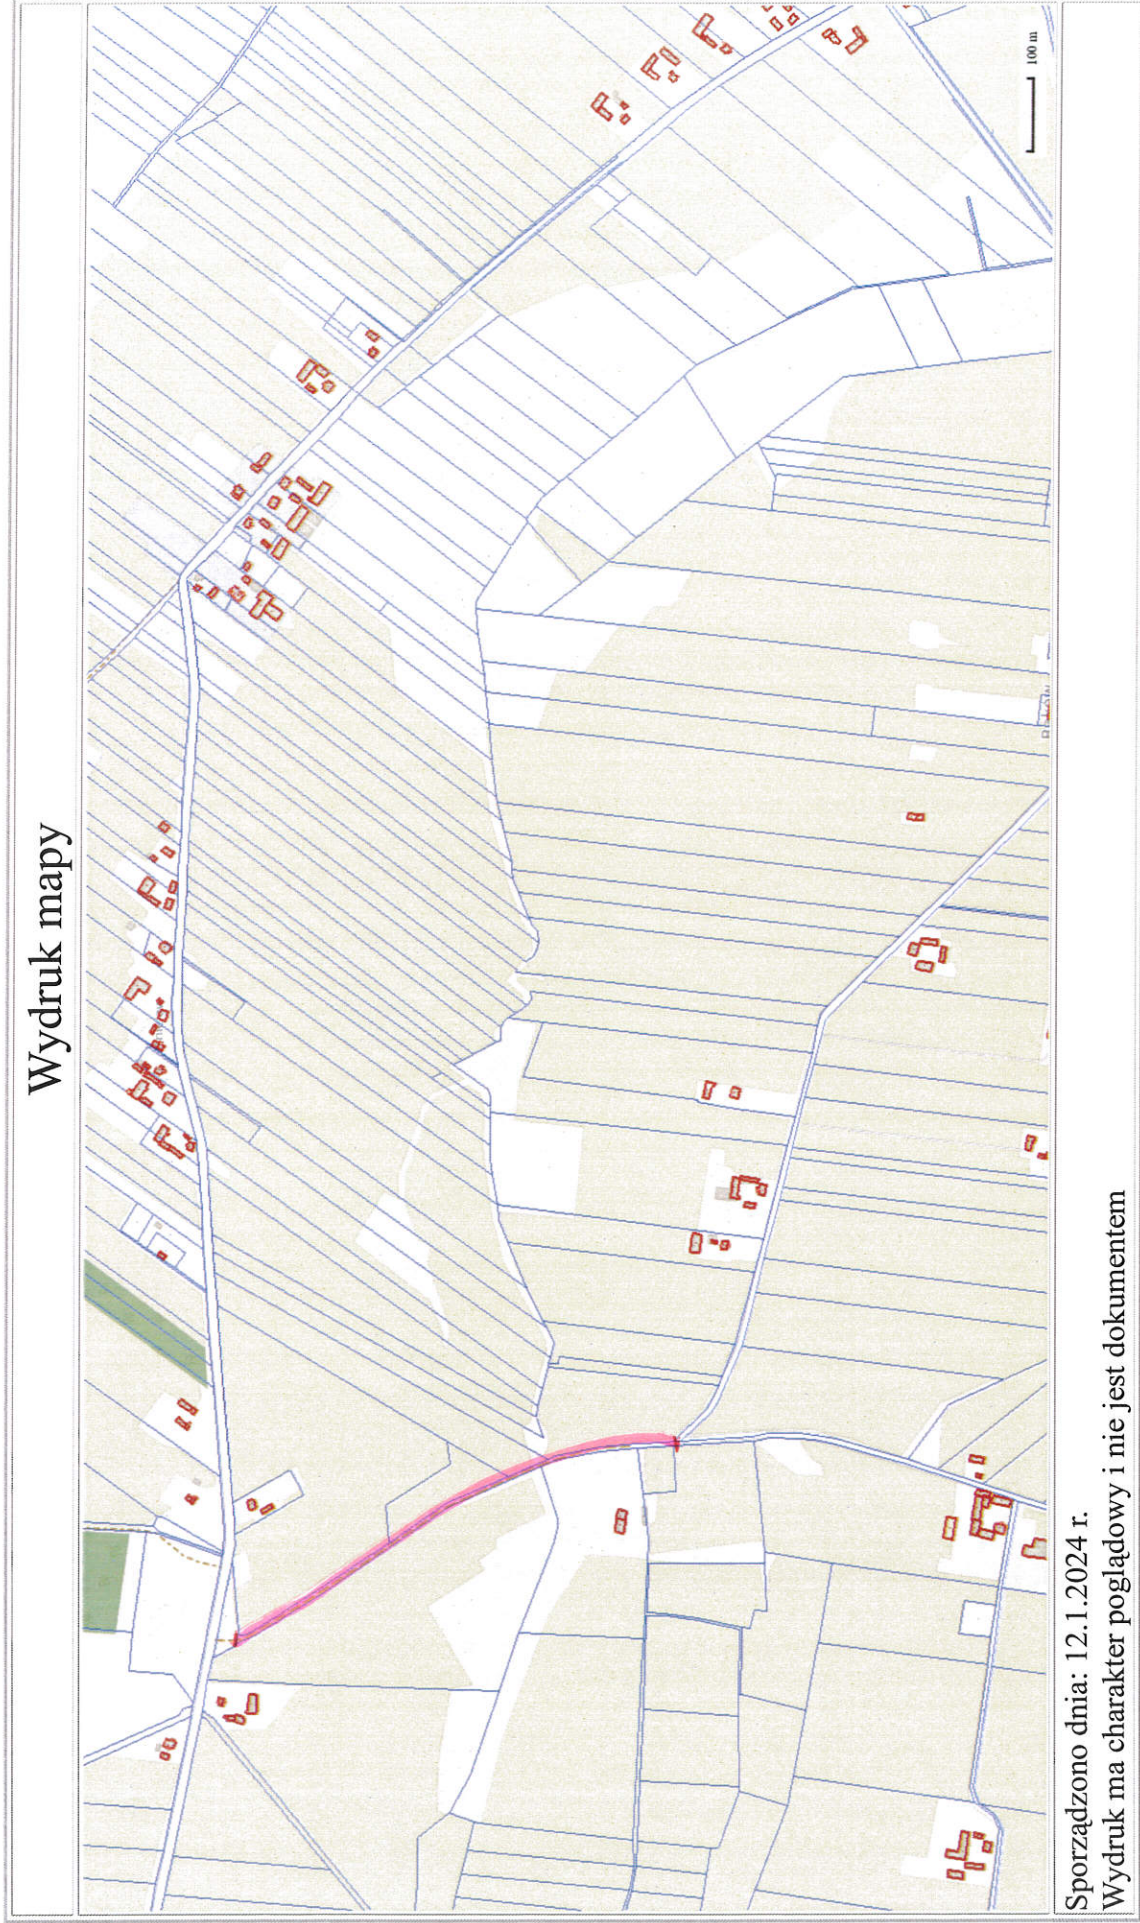 Wydruk mapy
100 m
Sporządzono dnia: 12.1.2024 r.
Wydruk ma charakter poglądowy i nie jest dokumentem